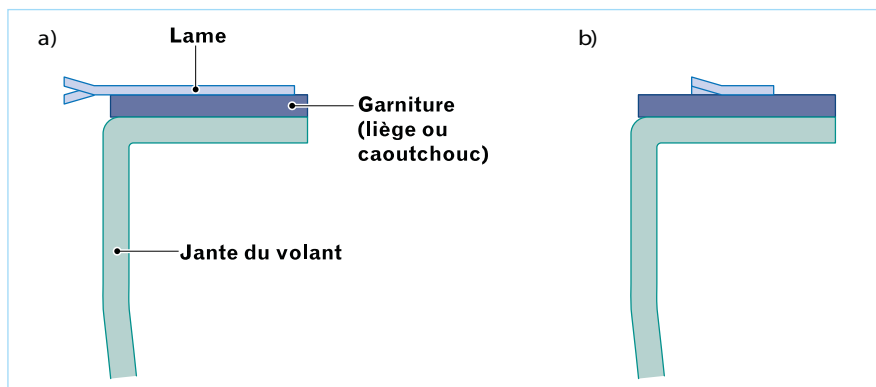 a)
Lame
Garniture
(liège ou
caoutchouc)
Jante du volant
b)